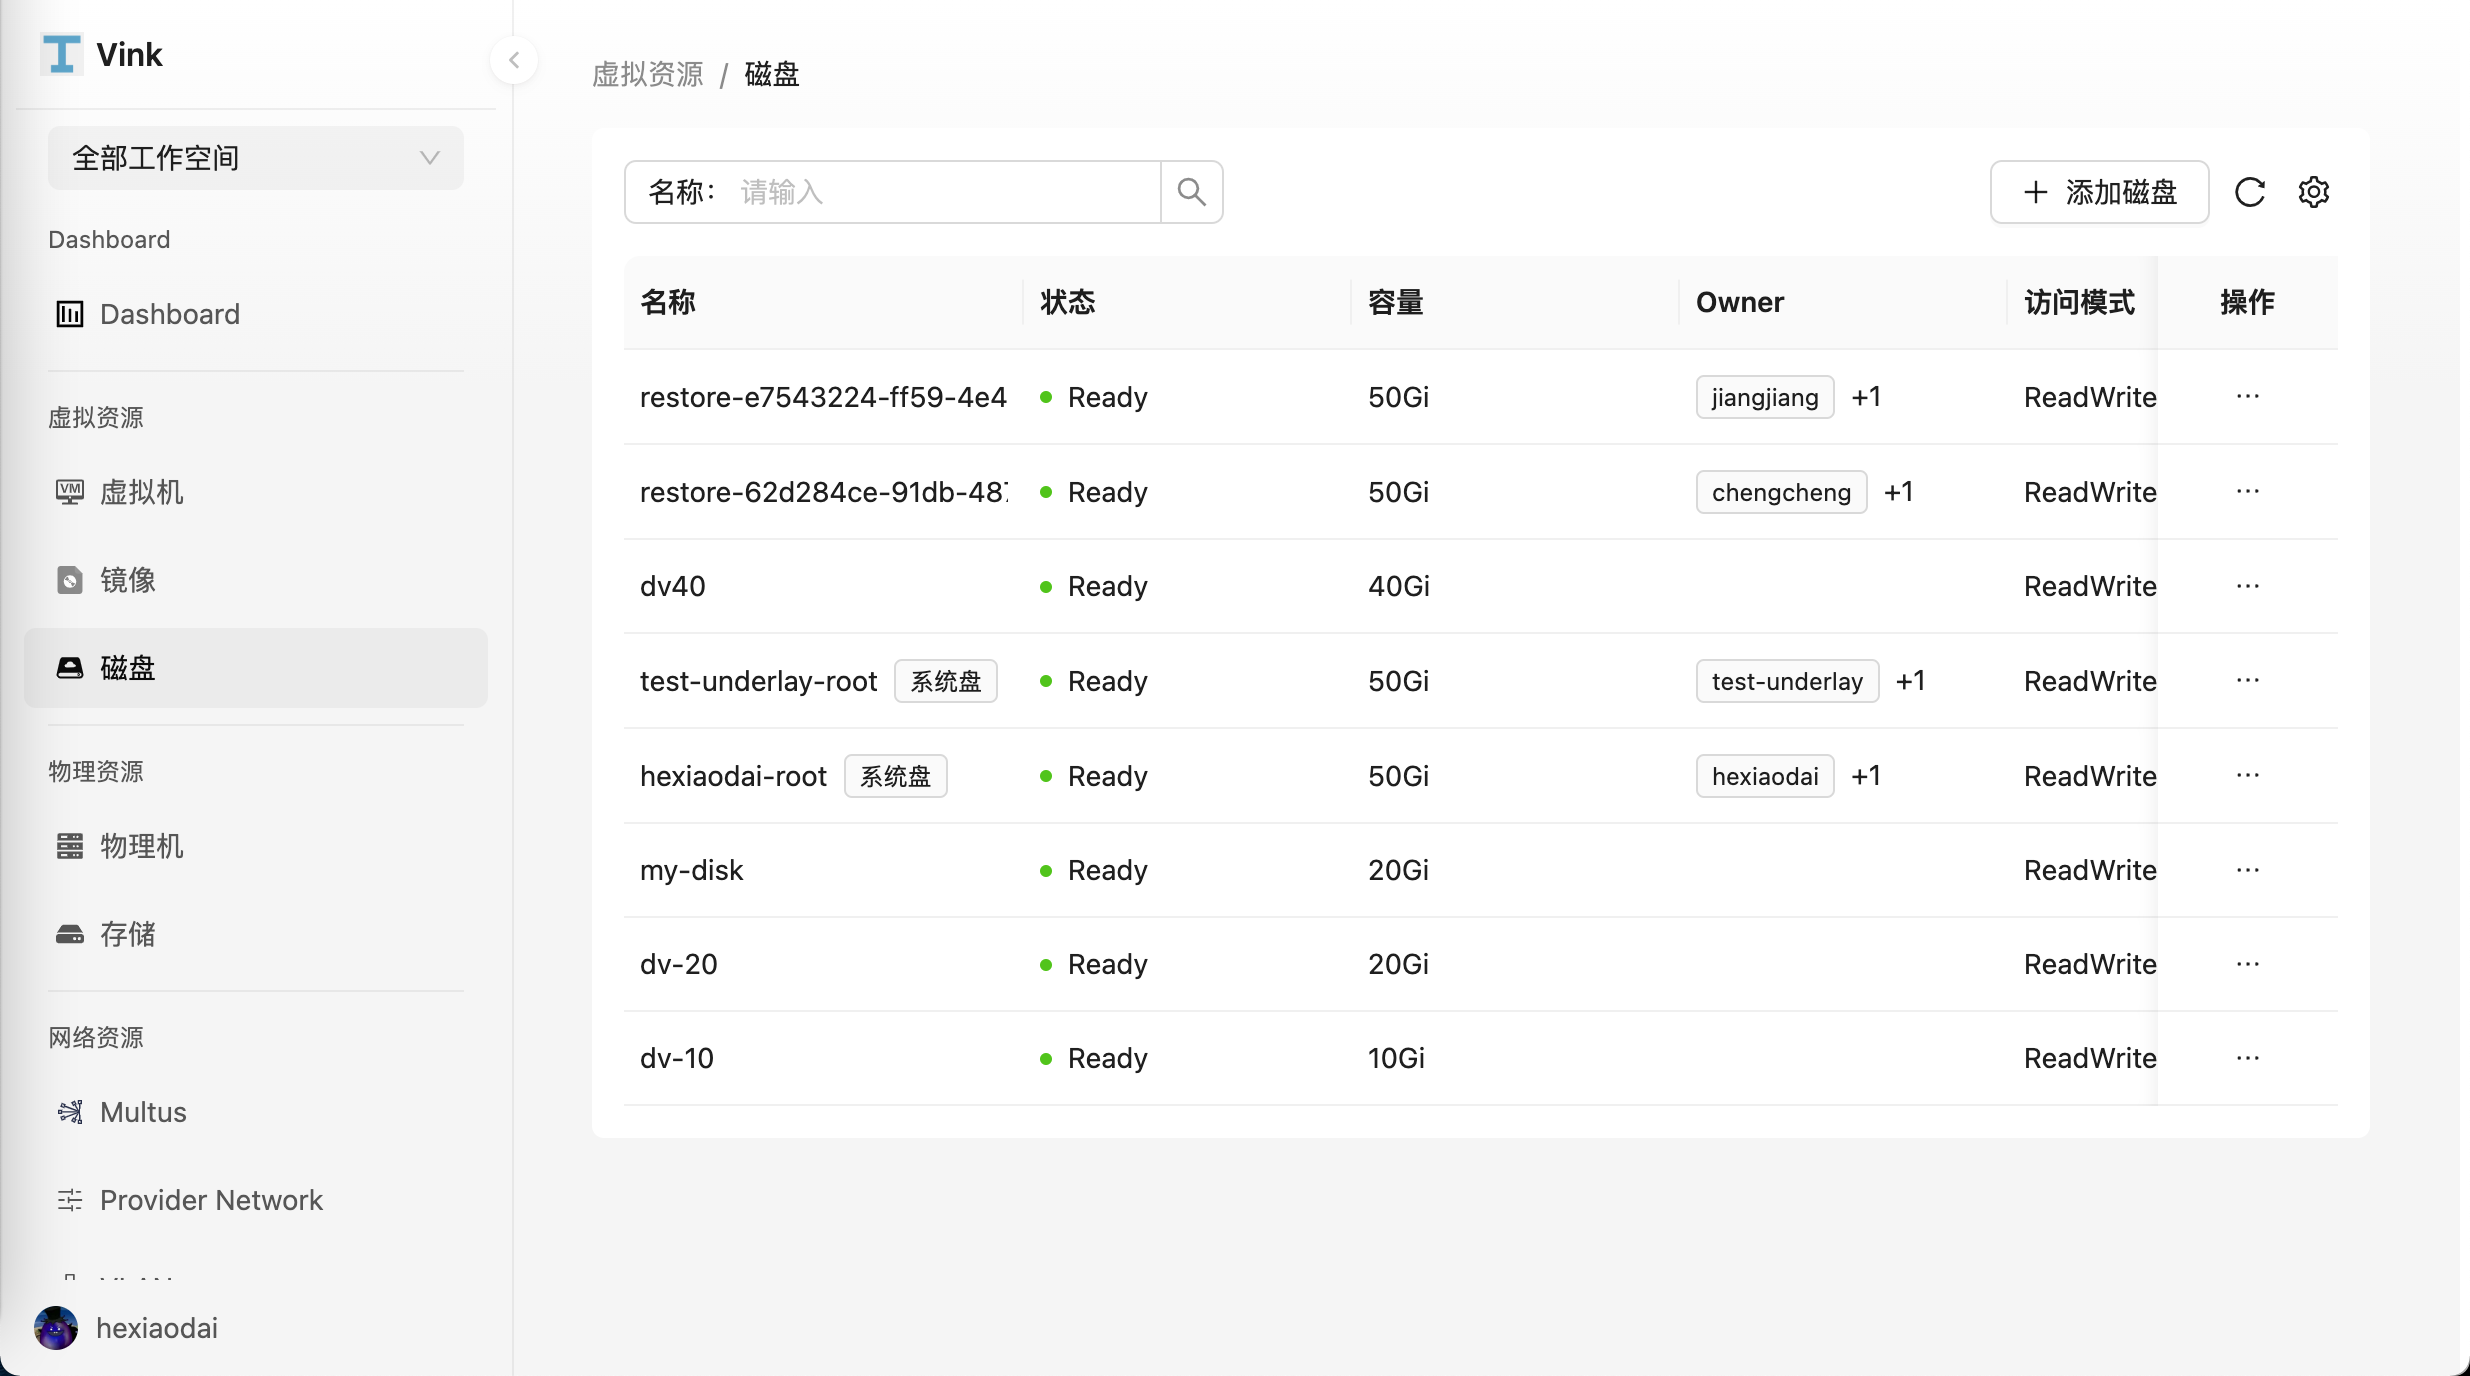 Vink
全部工作空间
Dashboard
Dashboard
虚拟资源
虚拟机
镜像
磁盘
物理资源
物理机
存储
网络资源
Multus
Provider Network
hexiaodai
虚拟资源 / 磁盘
名称： 请输入
添加磁盘
名称 状态 容量 Owner 访问模式 操作
restore-e7543224-ff59-4e4 Ready 50Gi jiangjiang +1 ReadWrite ...
restore-62d284ce-91db-48 Ready 50Gi chengcheng +1 ReadWrite ...
dv40 Ready 40Gi ReadWrite ...
test-underlay-root 系统盘 Ready 50Gi test-underlay +1 ReadWrite ...
hexiaodai-root 系统盘 Ready 50Gi hexiaodai +1 ReadWrite ...
my-disk Ready 20Gi ReadWrite ...
dv-20 Ready 20Gi ReadWrite ...
dv-10 Ready 10Gi ReadWrite ...